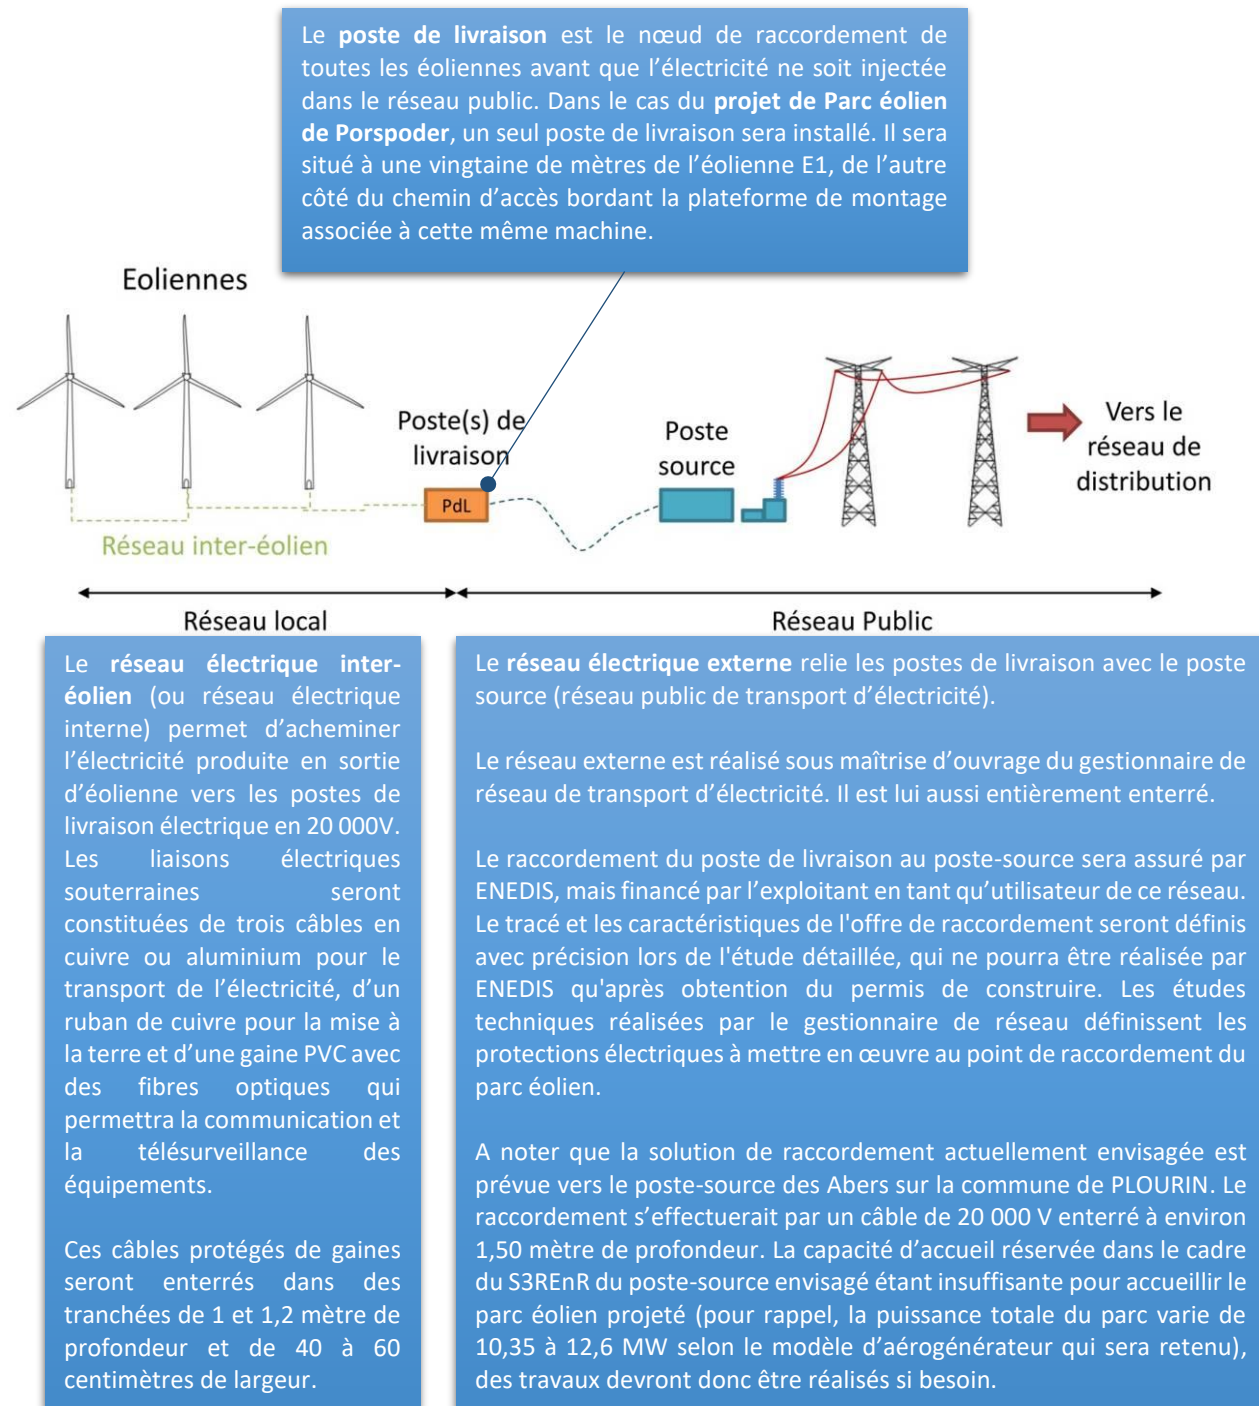 Le poste de livraison est le nœud de raccordement de
toutes les éoliennes avant que l’électricité ne soit injectée
dans le réseau public. Dans le cas du projet de Parc éolien
de Porspoder, un seul poste de livraison sera installé. Il sera
situé à une vingtaine de mètres de l’éolienne E1, de l’autre
côté du chemin d’accès bordant la plateforme de montage
associée à cette même machine.
Eoliennes
Poste(s) de
livraison
PdL
Poste
source
Vers le
réseau de
distribution
Réseau inter-éolien
Réseau local
Réseau Public
Le réseau électrique inter-
éolien (ou réseau électrique
interne) permet d’acheminer
l’électricité produite en sortie
d’éolienne vers les postes de
livraison électrique en 20 000V.
Les liaisons électriques
souterraines seront
constituées de trois câbles en
cuivre ou aluminium pour le
transport de l’électricité, d’un
ruban de cuivre pour la mise à
la terre et d’une gaine PVC avec
des fibres optiques qui
permettra la communication et
la télésurveillance des
équipements.
Ces câbles protégés de gaines
seront enterrés dans des
tranchées de 1 et 1,2 mètre de
profondeur et de 40 à 60
centimètres de largeur.
Le réseau électrique externe relie les postes de livraison avec le poste
source (réseau public de transport d’électricité).
Le réseau externe est réalisé sous maîtrise d’ouvrage du gestionnaire de
réseau de transport d’électricité. Il est lui aussi entièrement enterré.
Le raccordement du poste de livraison au poste-source sera assuré par
ENEDIS, mais financé par l’exploitant en tant qu’utilisateur de ce réseau.
Le tracé et les caractéristiques de l'offre de raccordement seront définis
avec précision lors de l'étude détaillée, qui ne pourra être réalisée par
ENEDIS qu'après obtention du permis de construire. Les études
techniques réalisées par le gestionnaire de réseau définissent les
protections électriques à mettre en œuvre au point de raccordement du
parc éolien.
A noter que la solution de raccordement actuellement envisagée est
prévue vers le poste-source des Abers sur la commune de PLOURIN. Le
raccordement s’effectuerait par un câble de 20 000 V enterré à environ
1,50 mètre de profondeur. La capacité d’accueil réservée dans le cadre
du S3REnR du poste-source envisagé étant insuffisante pour accueillir le
parc éolien projeté (pour rappel, la puissance totale du parc varie de
10,35 à 12,6 MW selon le modèle d’aérogénérateur qui sera retenu),
des travaux devront donc être réalisés si besoin.